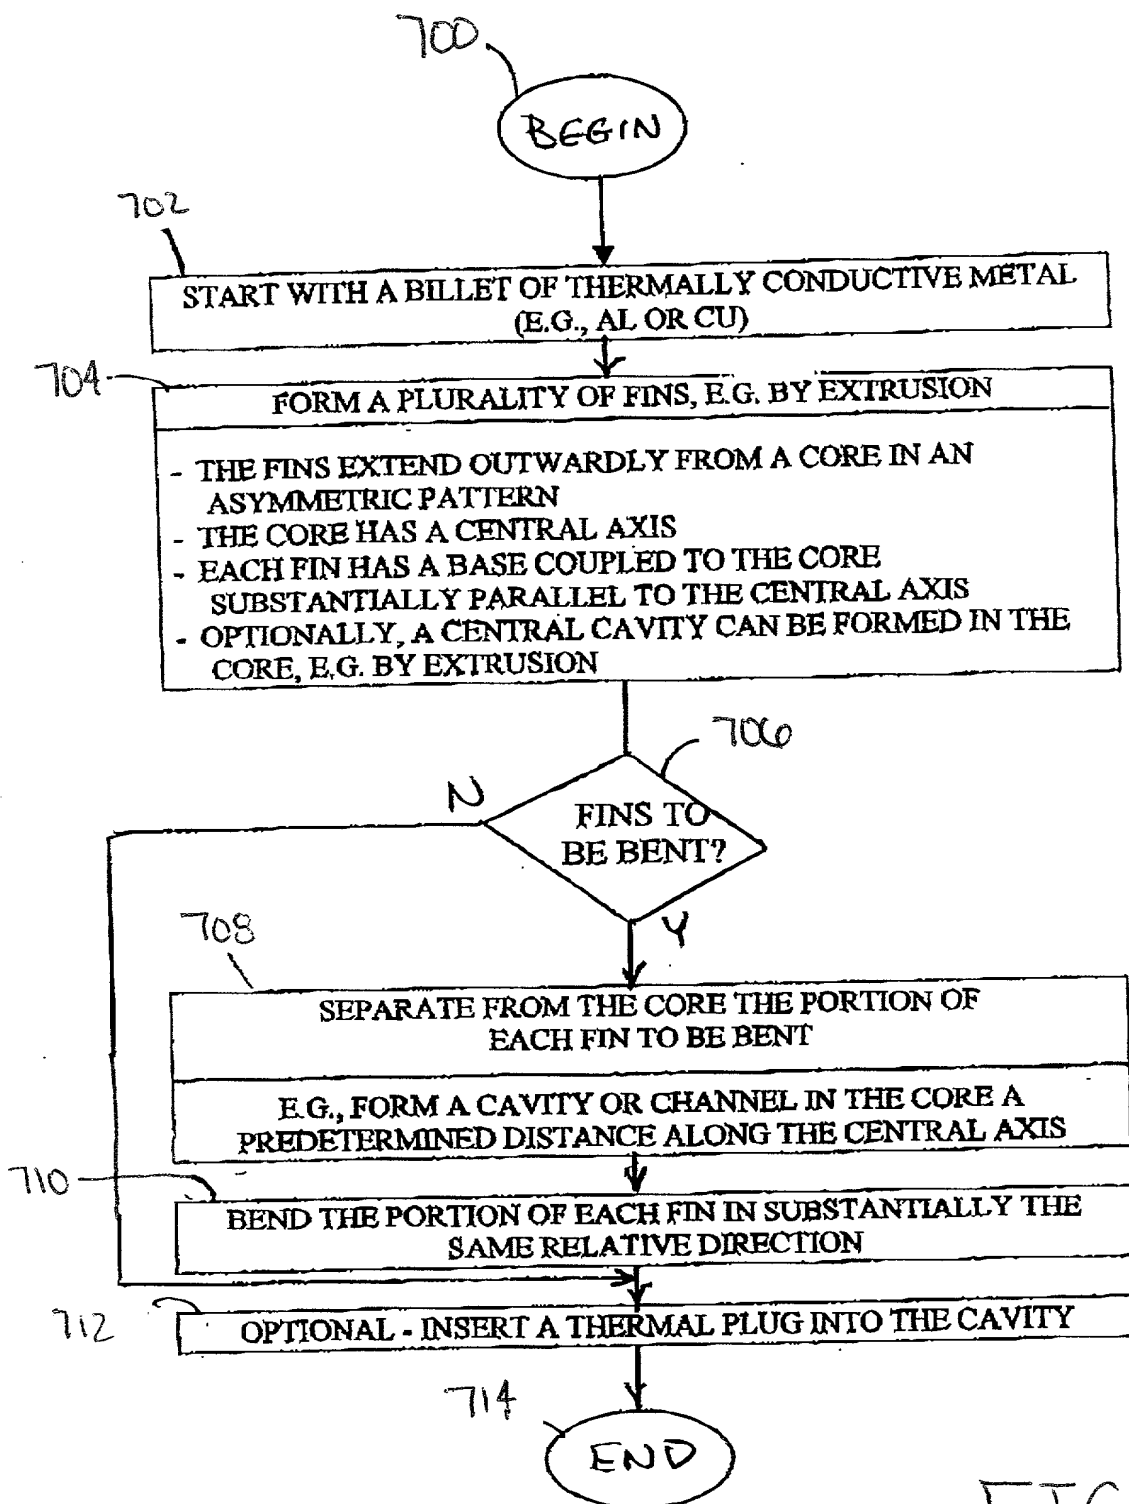 700
BEGIN
702
START WITH A BILLET OF THERMALLY CONDUCTIVE METAL
(E.G., AL OR CU)
704
FORM A PLURALITY OF FINS, E.G. BY EXTRUSION
- THE FINS EXTEND OUTWARDLY FROM A CORE IN AN
ASYMMETRIC PATTERN
- THE CORE HAS A CENTRAL AXIS
- EACH FIN HAS A BASE COUPLED TO THE CORE
SUBSTANTIALLY PARALLEL TO THE CENTRAL AXIS
- OPTIONALLY, A CENTRAL CAVITY CAN BE FORMED IN THE
CORE, E.G. BY EXTRUSION
706
N
FINS TO
BE BENT?
Y
708
SEPARATE FROM THE CORE THE PORTION OF
EACH FIN TO BE BENT
E.G., FORM A CAVITY OR CHANNEL IN THE CORE A
PREDETERMINED DISTANCE ALONG THE CENTRAL AXIS
710
BEND THE PORTION OF EACH FIN IN SUBSTANTIALLY THE
SAME RELATIVE DIRECTION
712
OPTIONAL - INSERT A THERMAL PLUG INTO THE CAVITY
714
END